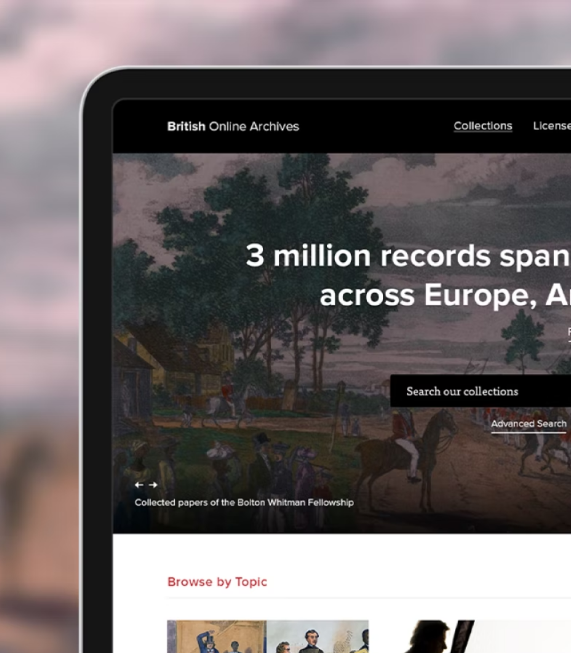 British Online Archives
Collections License
3 million records span
across Europe, A
Search our collections
Advanced Search
Collected papers of the Bolton Whitman Fellowship
Browse by Topic